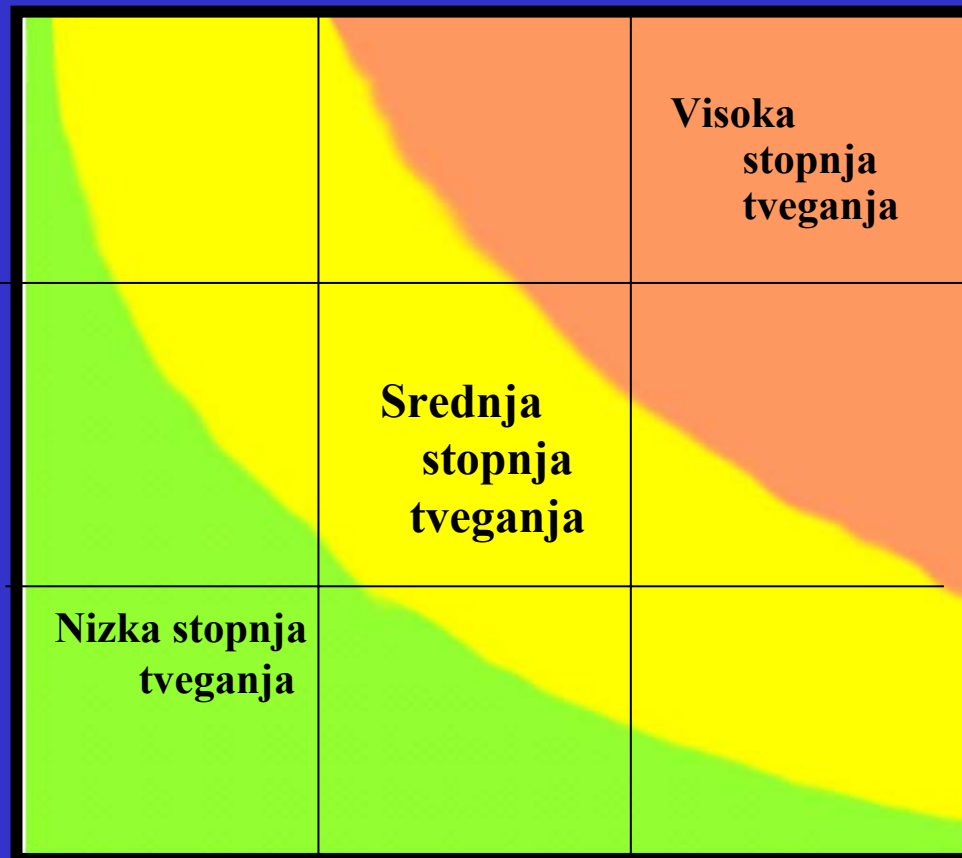 Visoka
stopnja
tveganja
Srednja
stopnja
tveganja
Nizka stopnja
tveganja